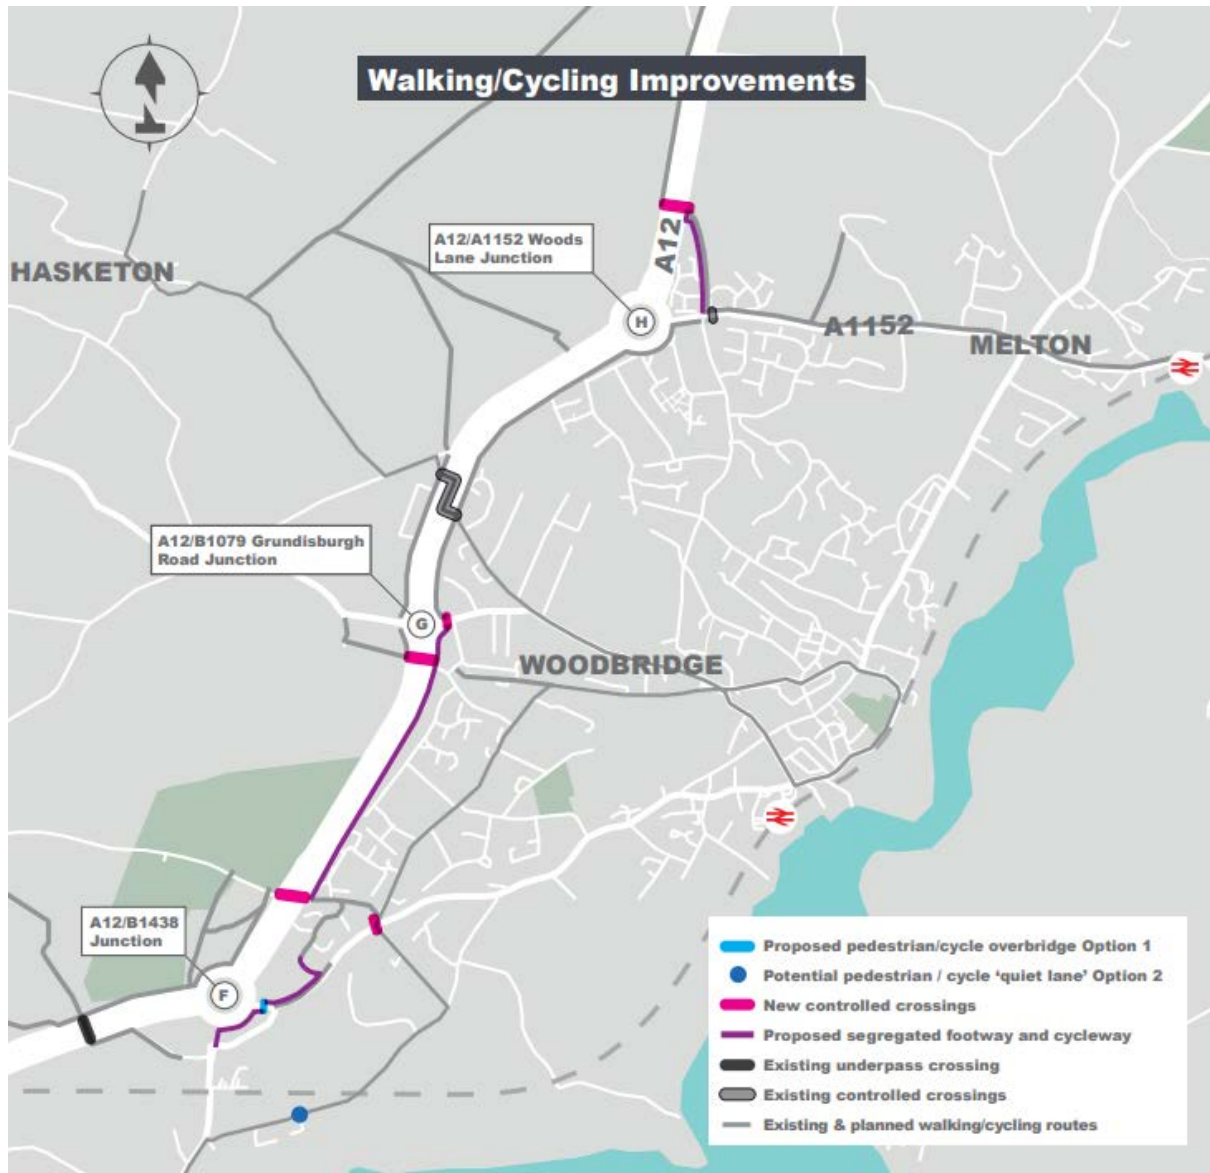 Walking/Cycling Improvements
A12/A1152 Woods
Lane Junction
A12
HASKETON
H
A1152
MELTON
A12/B1079 Grundisburgh
Road Junction
G
WOODBRIDGE
A12/B1438
Junction
F
Proposed pedestrian/cycle overbridge Option 1
Potential pedestrian / cycle ‘quiet lane’ Option 2
New controlled crossings
Proposed segregated footway and cycleway
Existing underpass crossing
Existing controlled crossings
Existing & planned walking/cycling routes